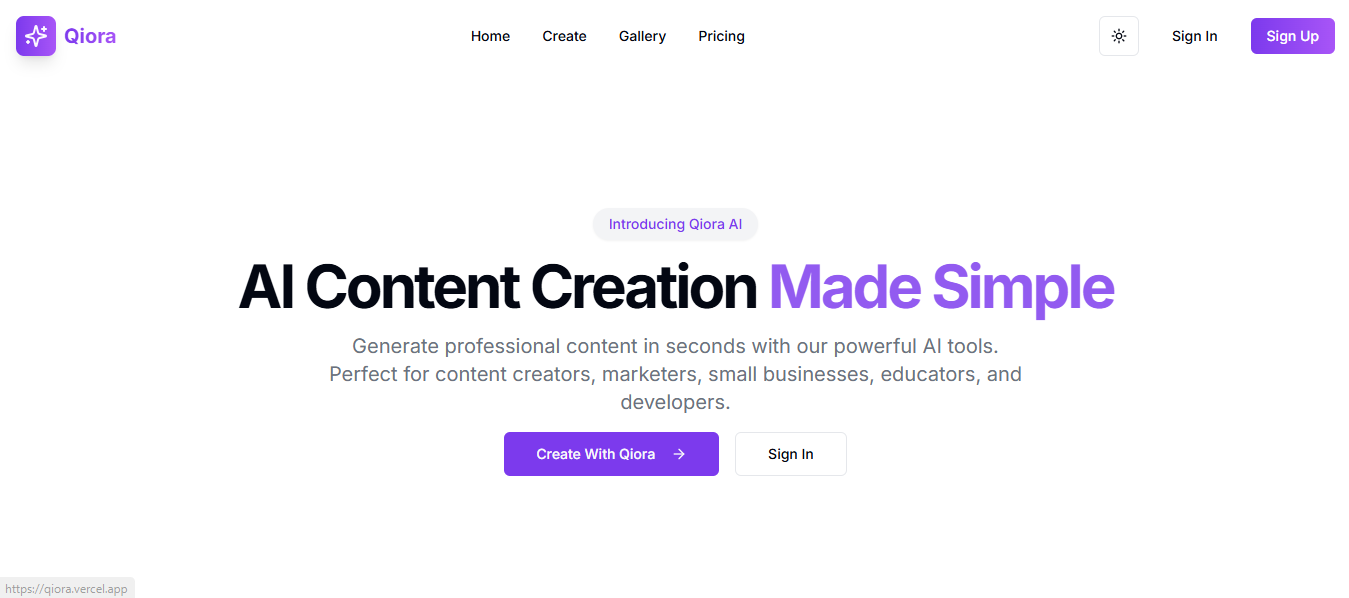 Qiora
Home Create Gallery Pricing
Sign In
Sign Up
Introducing Qiora AI
AI Content Creation Made Simple
Generate professional content in seconds with our powerful AI tools.
Perfect for content creators, marketers, small businesses, educators, and
developers.
Create With Qiora
Sign In
https://qiora.vercel.app